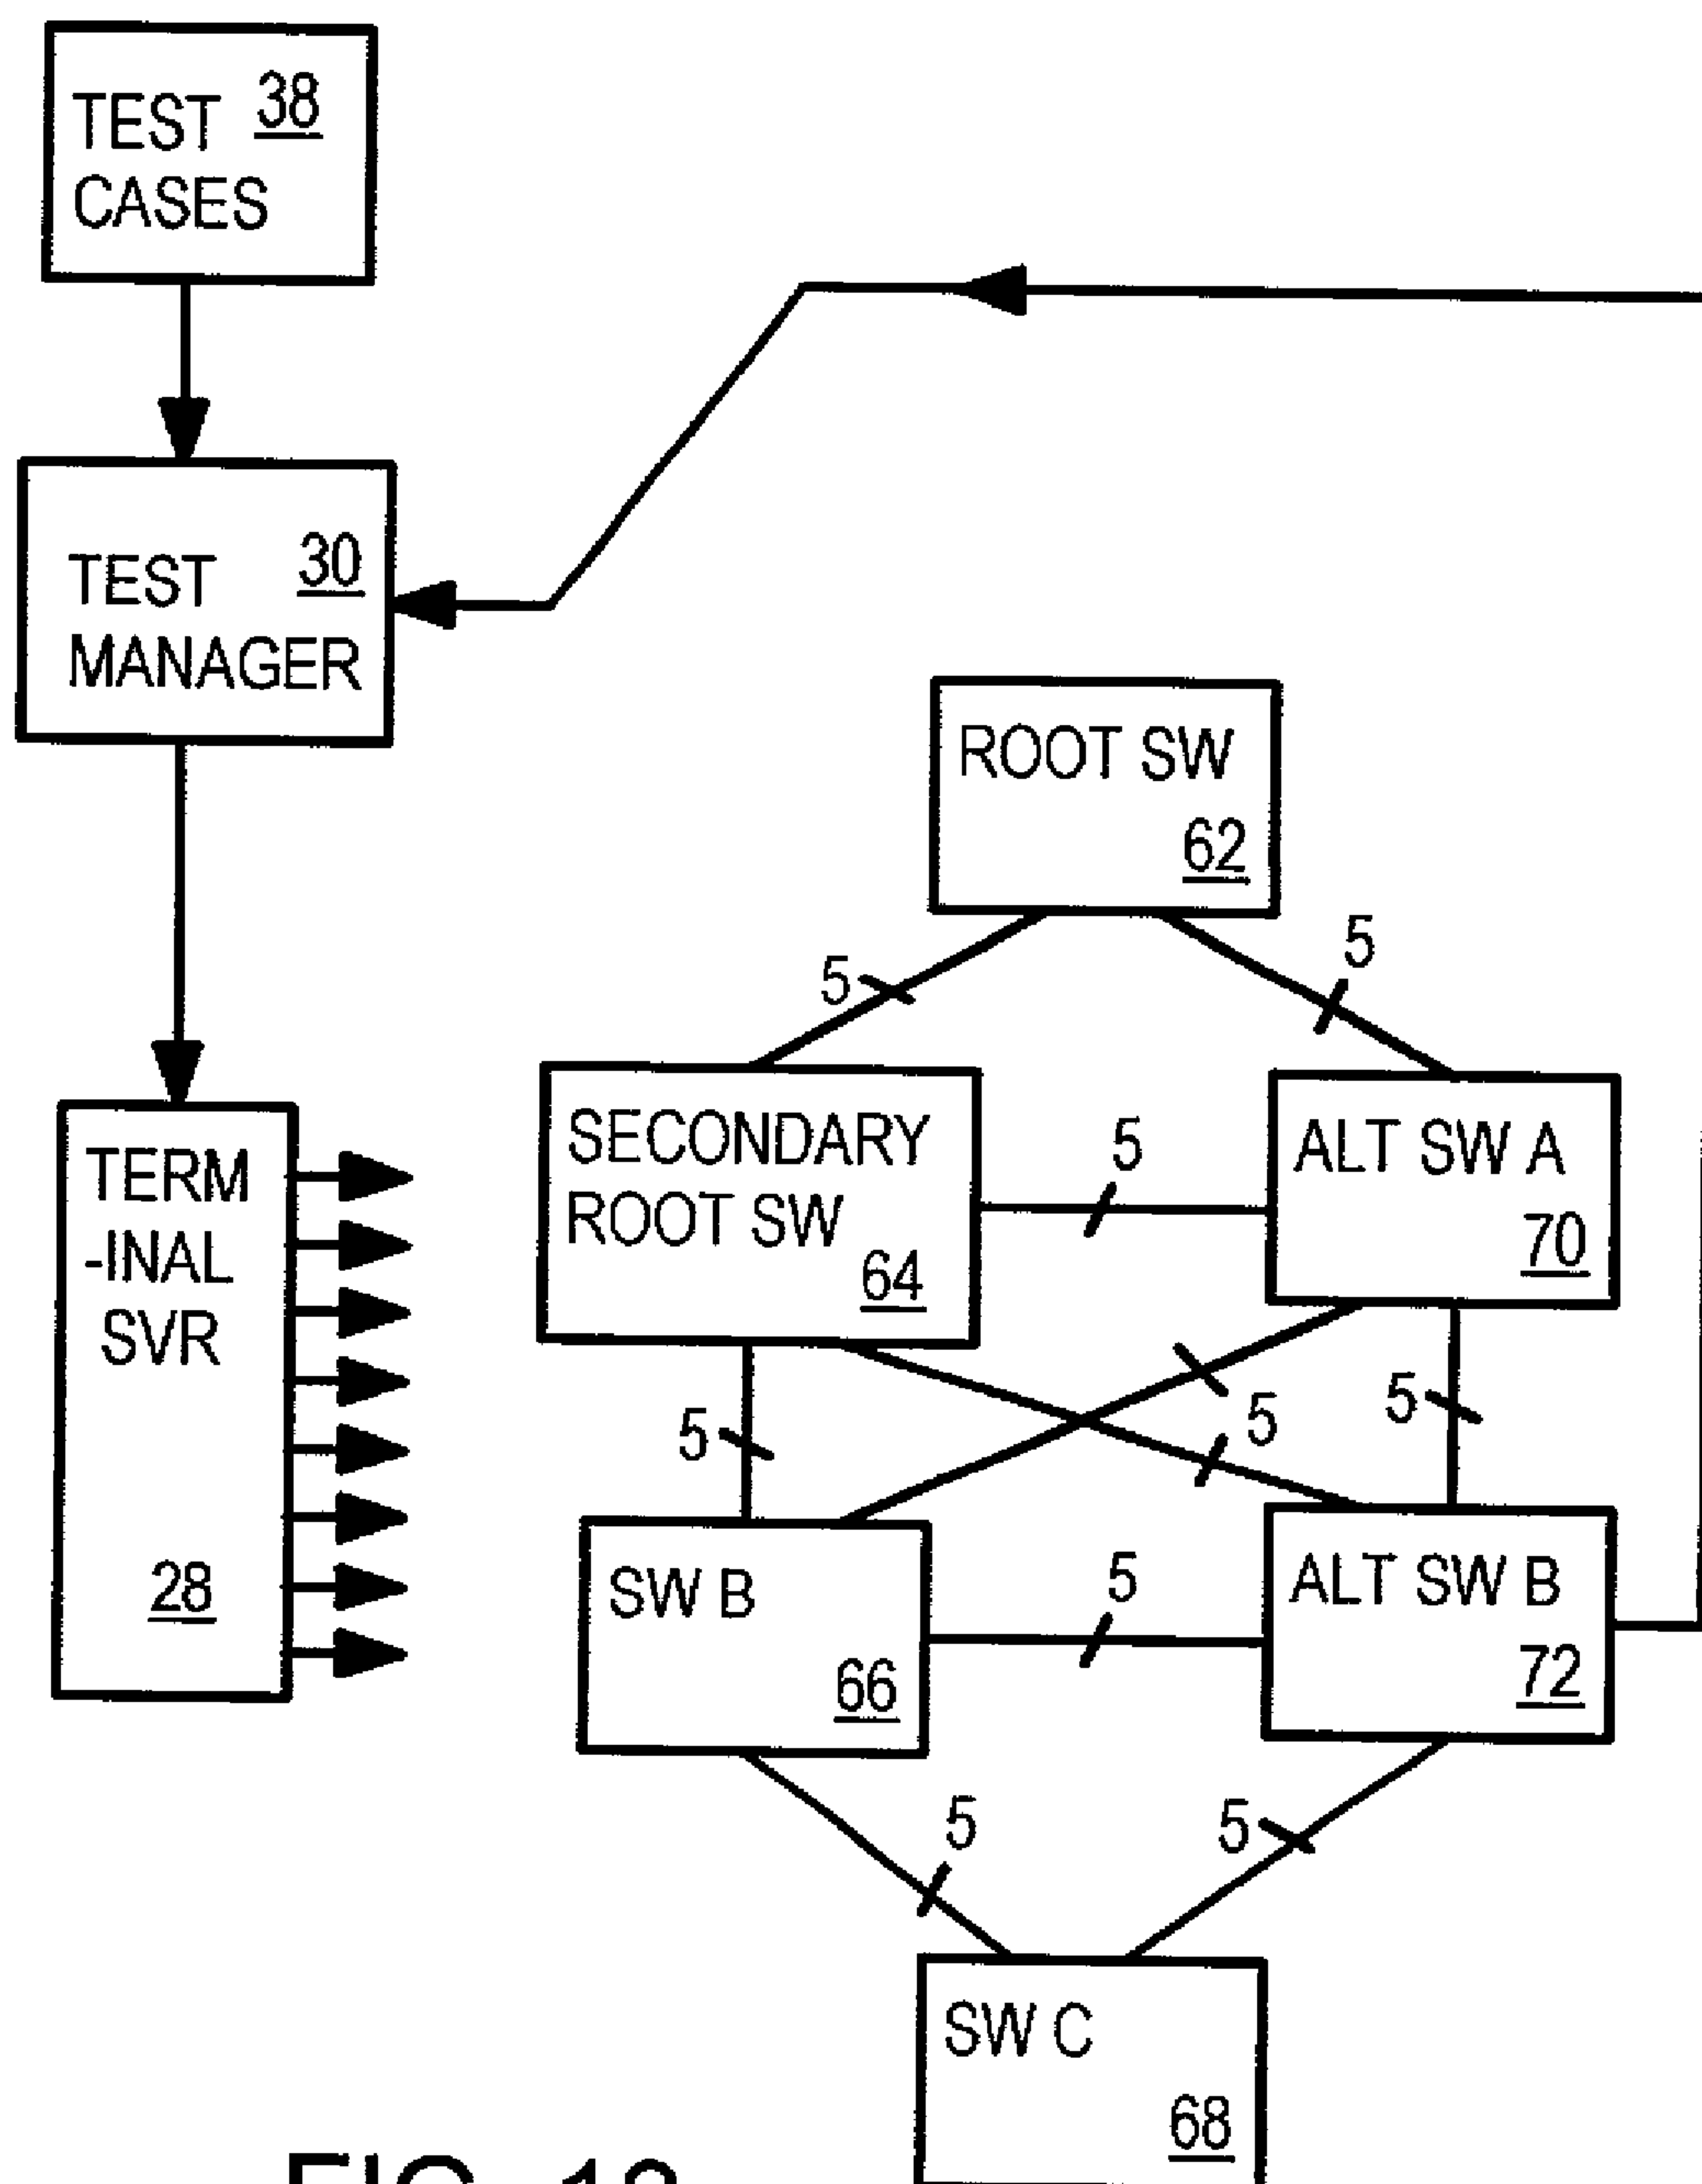 TEST 38
CASES
TEST 30
MANAGER
ROOT SW
62
5
5
SECONDARY
ROOT SW
64
5
ALT SW A
70
TERM
-INAL
SVR
28
5
5
5
SW B
66
5
ALT SW B
72
5
5
SW C
68
FIG.